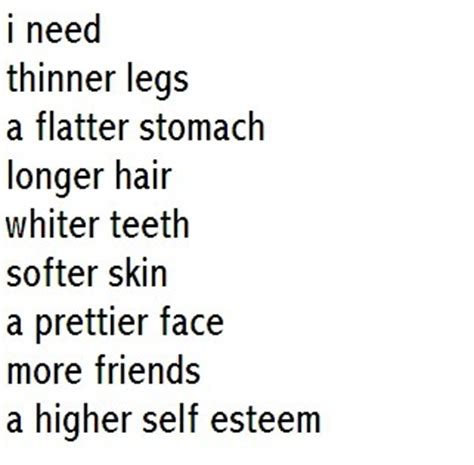 i need
thinner legs
a flatter stomach
longer hair
whiter teeth
softer skin
a prettier face
more friends
a higher self esteem